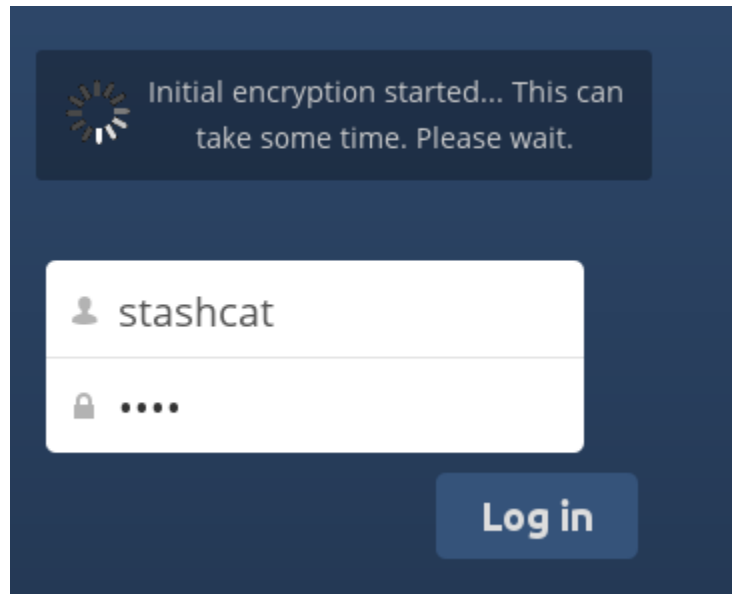 Initial encryption started... This can
take some time. Please wait.
stashcat
••••
Log in